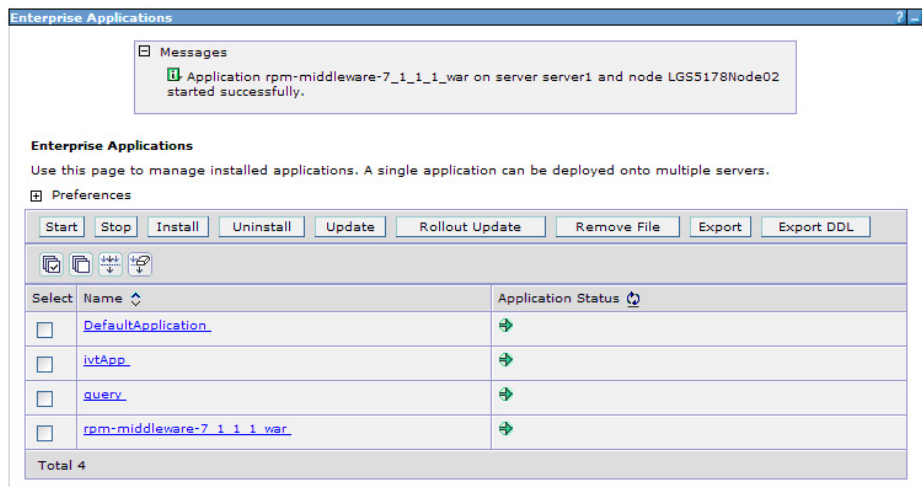 Enterprise Applications ? _
Messages
Application rpm-middleware-7_1_1_1_war on server server1 and node LGS5178Node02
started successfully.
Enterprise Applications
Use this page to manage installed applications. A single application can be deployed onto multiple servers.
Preferences
Start Stop Install Uninstall Update Rollout Update Remove File Export Export DDL
Select Name Application Status
DefaultApplication
ivtApp
query
rpm-middleware-7_1_1_1_war
Total 4